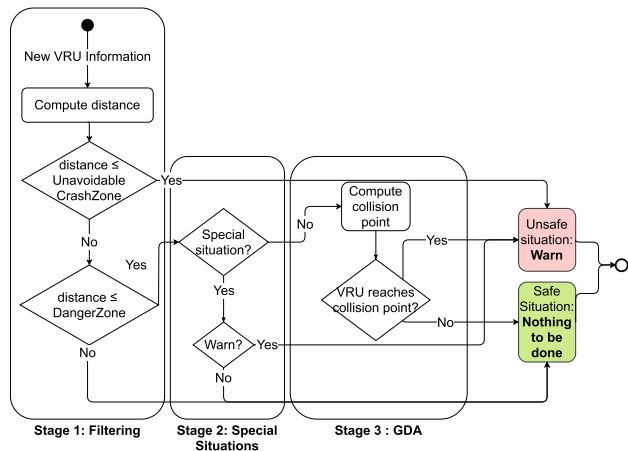 New VRU Information
Compute distance
distance ≤
Unavoidable
CrashZone
Yes
No
Yes
distance ≤
DangerZone
No
Stage 1: Filtering
Special
situation?
No
Yes
Warn?
Yes
No
Stage 2: Special
Situations
Compute
collision
point
VRU reaches
collision point?
Yes
No
Stage 3 : GDA
Unsafe
situation:
Warn
Safe
Situation:
Nothing
to be
done